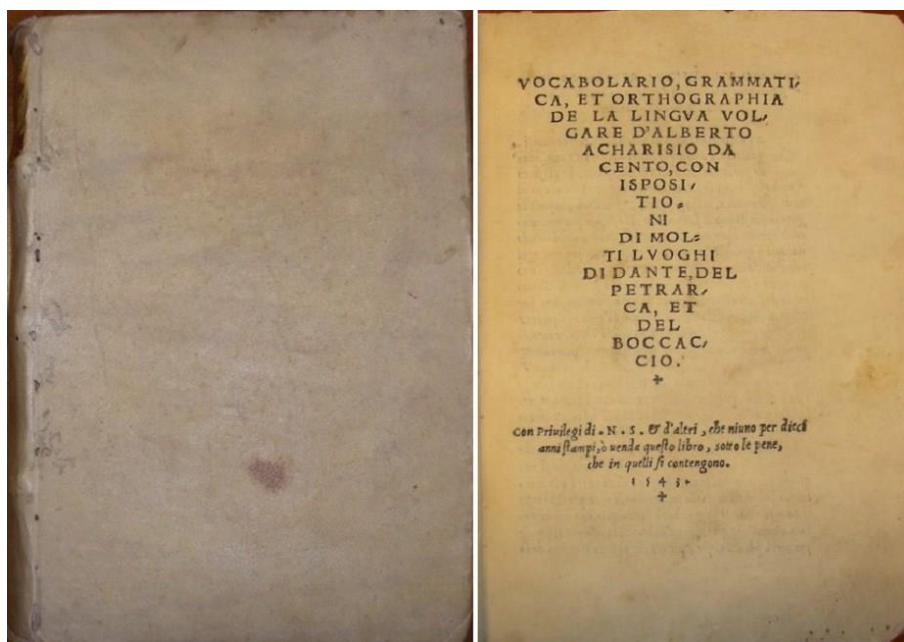 VOCABOLARIO, GRAMMATI-
CA, ET ORTHOGRAPHIA
DE LA LINGVA VOL-
GARE D'ALBERTO
ACHARISIO DA
CENTO, CON
ISPOSI-
TIO-
NI
DI MOL-
TI LVOGHI
DI DANTE, DEL
PETRAR-
CA, ET
DEL
BOCCAC-
CIO.
Con Priuilegi di . N . S . & d'altri , che niuno per dieci
anni stampi, ò uenda questo libro , sotto le pene,
che in quelli si contengono.
1 5 4 3 .